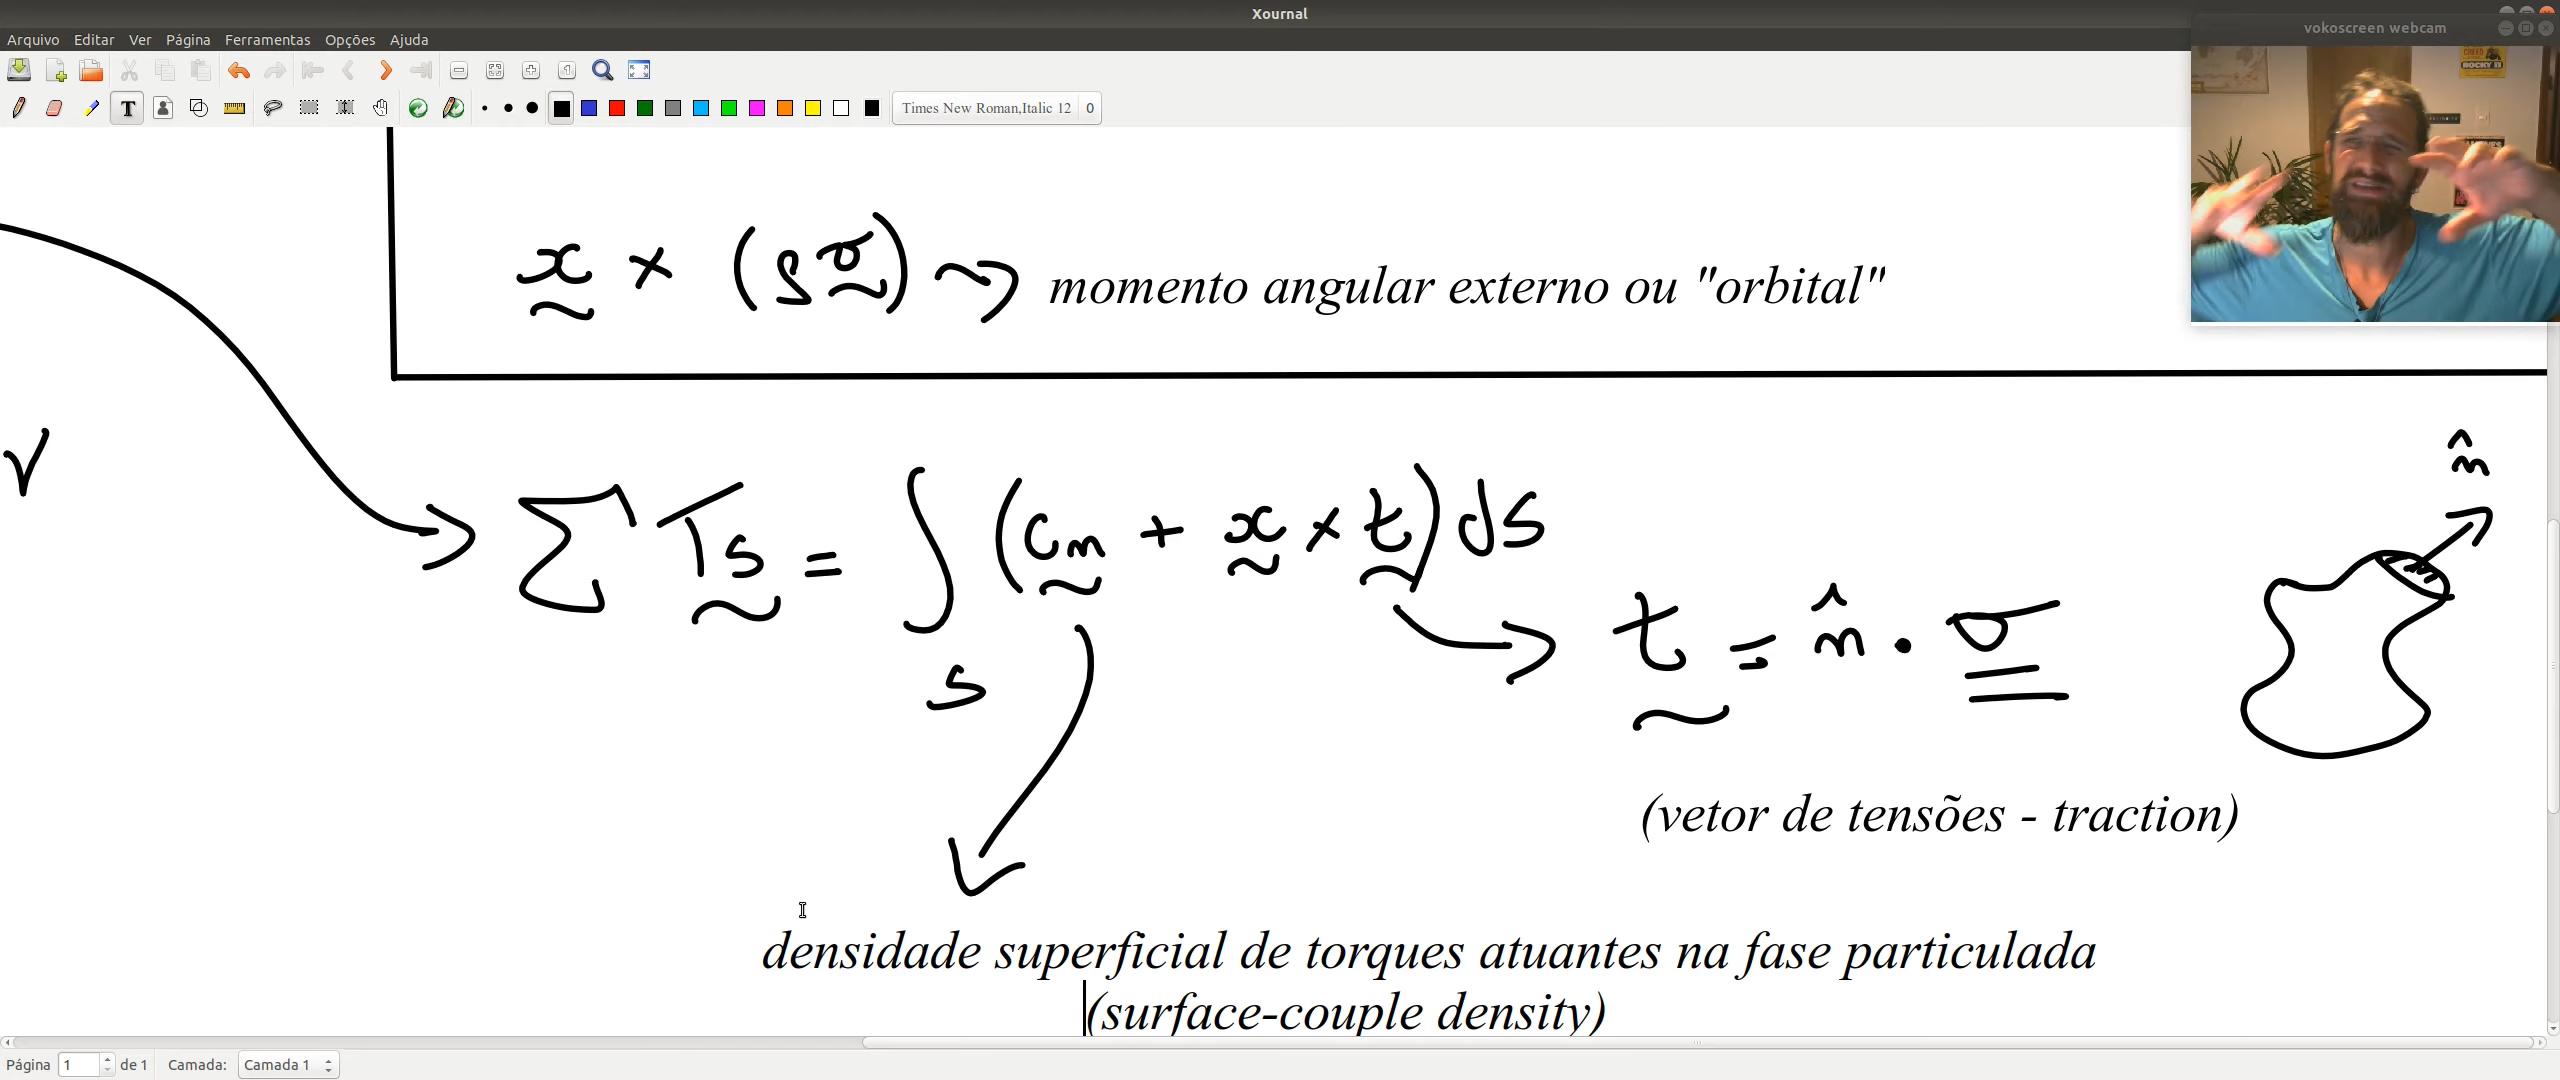 Xournal
vokoscreen webcam
Arquivo Editar Ver Página Ferramentas Opções Ajuda
T
Times New Roman,Italic 12 0
x × (ρv) momento angular externo ou "orbital"
∑ Ts = ∫ (cn + x × t) ds
s
n̂
t = n̂ · σ
(vetor de tensões - traction)
densidade superficial de torques atuantes na fase particulada
(surface-couple density)
Página 1 de 1 Camada: Camada 1